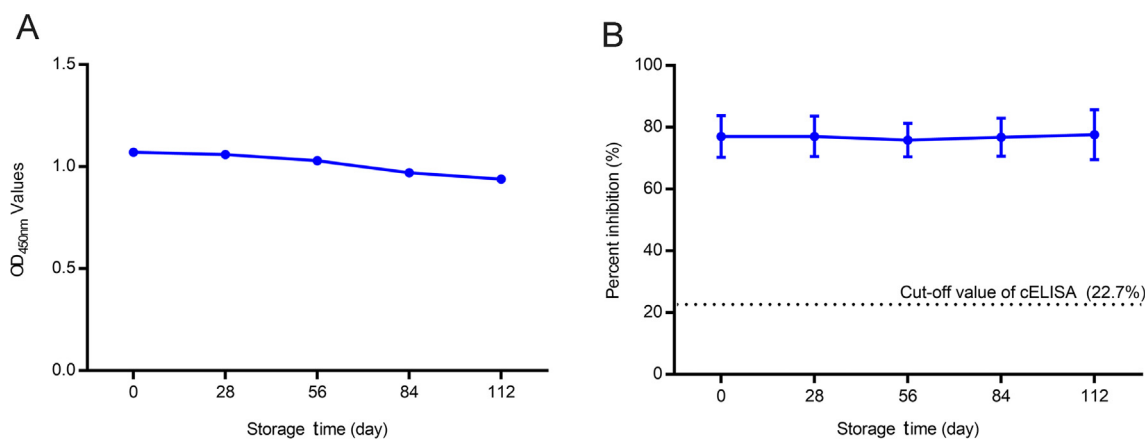 A
1.5
1.0
0.5
0.0
OD450nm Values
0 28 56 84 112
Storage time (day)
B
100
80
60
40
20
0
Percent inhibition (%)
Cut-off value of cELISA (22.7%)
0 28 56 84 112
Storage time (day)